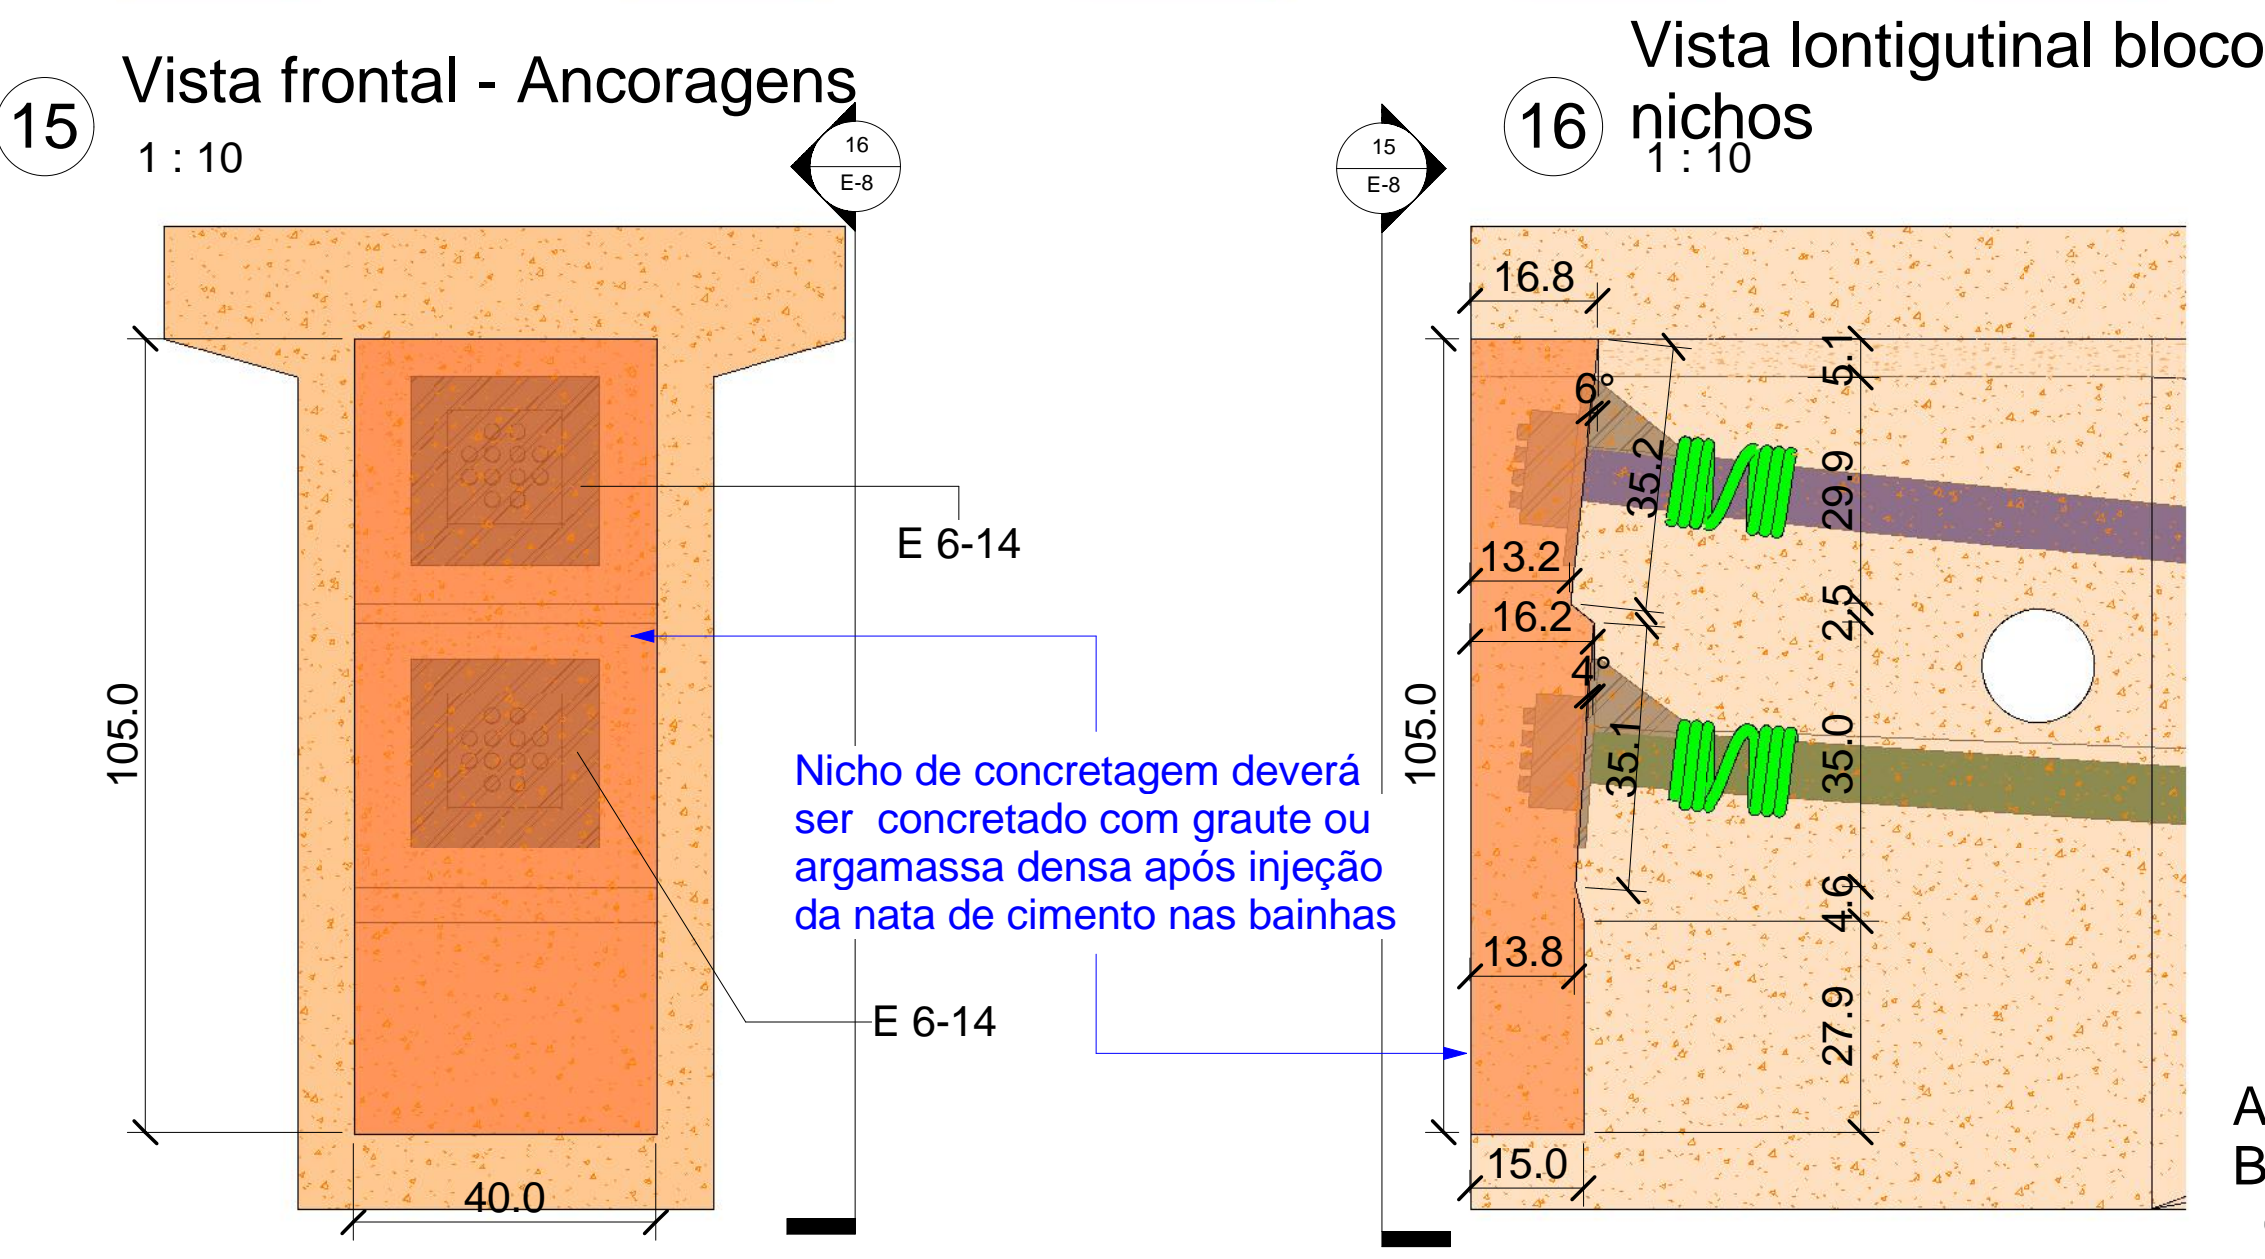 15
Vista frontal - Ancoragens
1 : 10
16
E-8
15
E-8
16
Vista lontigutinal bloco
nichos
1 : 10
105.0
40.0
E 6-14
E 6-14
Nicho de concretagem deverá
ser concretado com graute ou
argamassa densa após injeção
da nata de cimento nas bainhas
105.0
16.8
6°
35.2
13.2
16.2
4°
35.1
13.8
15.0
5.1
29.9
2.5
35.0
4.6
27.9
A
B